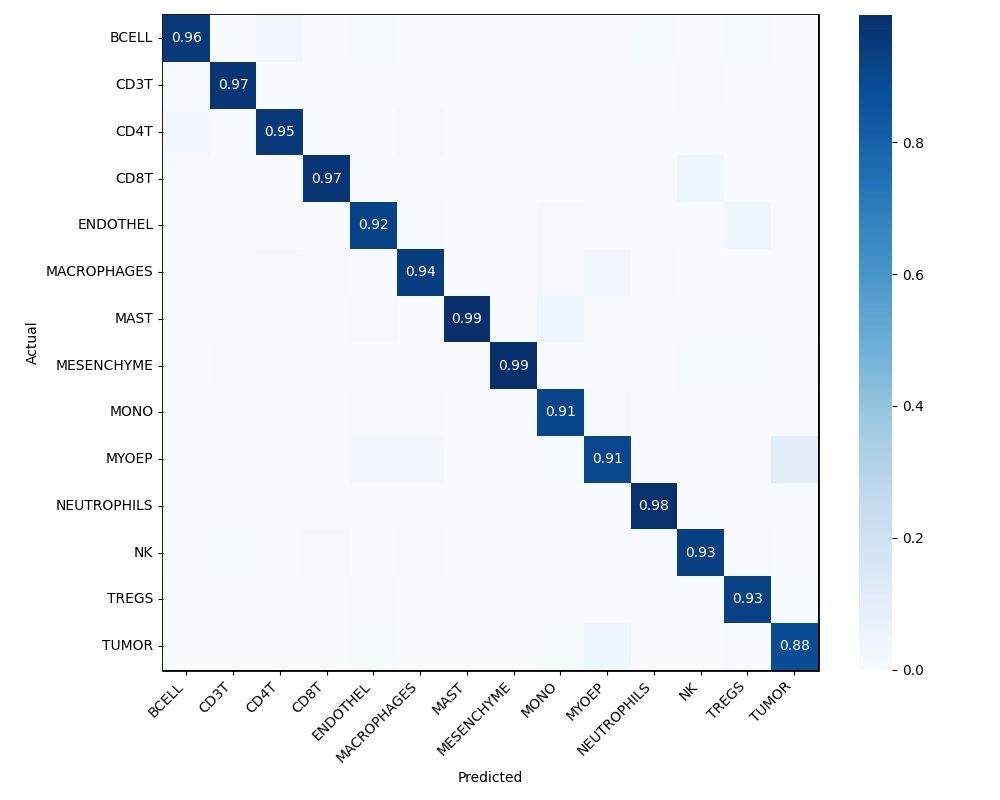 BCELL 0.96
CD3T 0.97
CD4T 0.95
CD8T 0.97
ENDOTHEL 0.92
MACROPHAGES 0.94
MAST 0.99
MESENCHYME 0.99
MONO 0.91
MYOEP 0.91
NEUTROPHILS 0.98
NK 0.93
TREGS 0.93
TUMOR 0.88
Actual
BCELL CD3T CD4T CD8T ENDOTHEL MACROPHAGES MAST MESENCHYME MONO MYOEP NEUTROPHILS NK TREGS TUMOR
Predicted
0.8
0.6
0.4
0.2
0.0